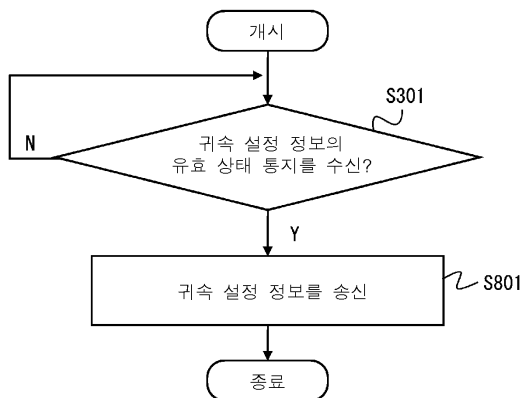 개시
S301
귀속 설정 정보의
유효 상태 통지를 수신?
N
Y
귀속 설정 정보를 송신
S801
종료